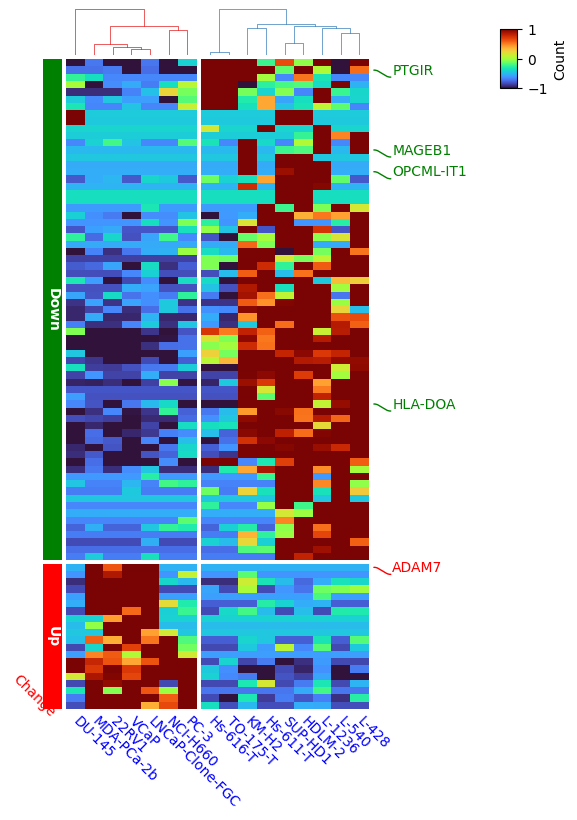 1
0
−1
Count
PTGIR
MAGEB1
OPCML-IT1
HLA-DOA
ADAM7
Down
Up
Change
DU-145
MDA-PCa-2b
22RV1
VCaP
LNCaP-Clone-FGC
NCI-H660
PC-3
Hs-616-T
TO-175-T
KM-H2
Hs-611-T
SUP-HD1
HDLM-2
L-1236
L-540
L-428